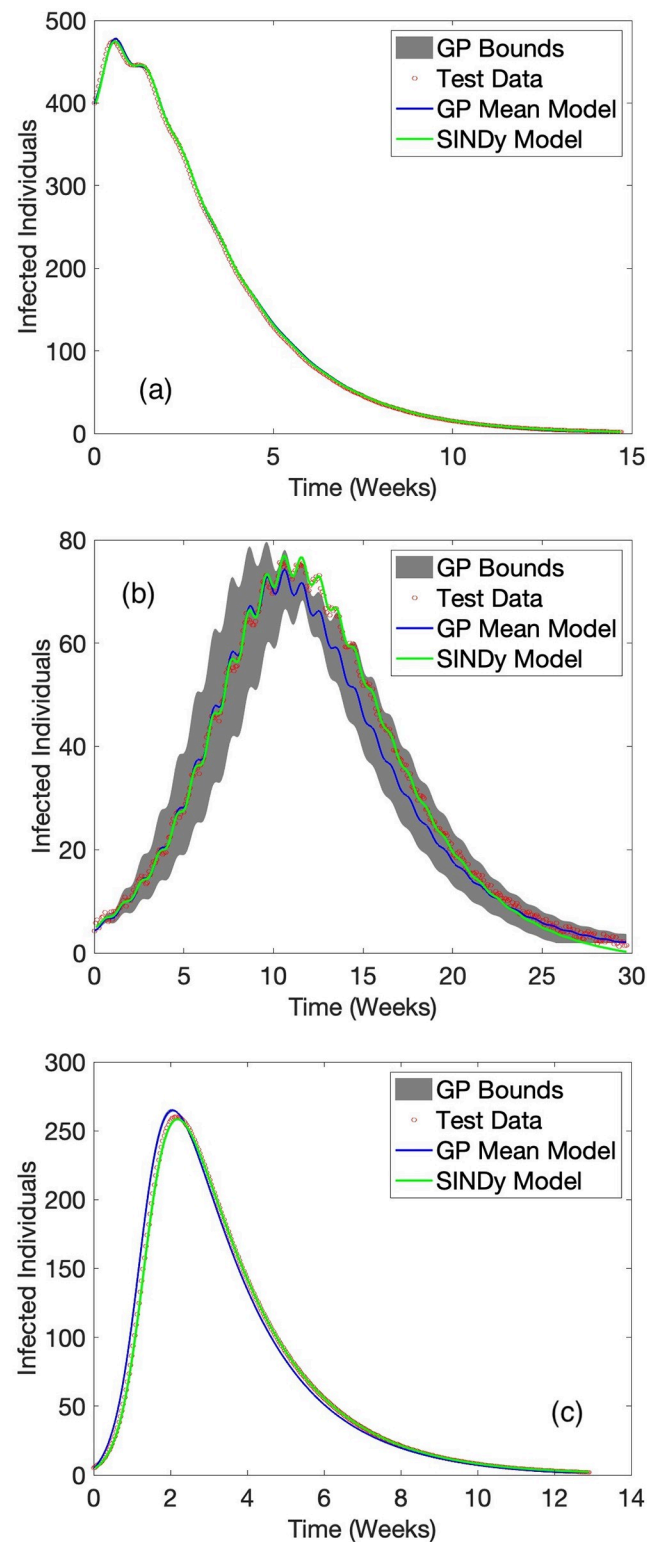 500
400
300
200
100
0
Infected Individuals
GP Bounds
Test Data
GP Mean Model
SINDy Model
(a)
0 5 10 15
Time (Weeks)
80
60
40
20
0
Infected Individuals
(b)
GP Bounds
Test Data
GP Mean Model
SINDy Model
0 5 10 15 20 25 30
Time (Weeks)
300
250
200
150
100
50
0
Infected Individuals
GP Bounds
Test Data
GP Mean Model
SINDy Model
(c)
0 2 4 6 8 10 12 14
Time (Weeks)